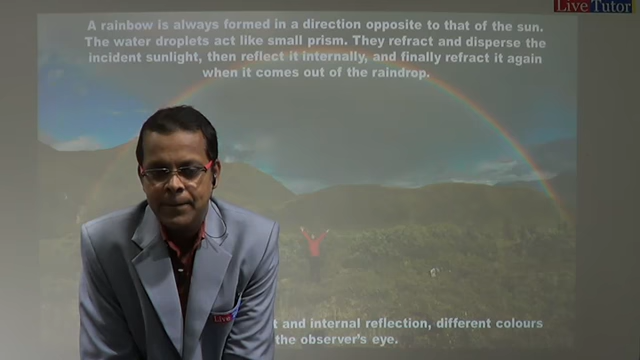 Live Tutor
A rainbow is always formed in a direction opposite to that of the sun.
The water droplets act like small prism. They refract and disperse the
incident sunlight, then reflect it internally, and finally refract it again
when it comes out of the raindrop.
and internal reflection, different colours
the observer's eye.
Live